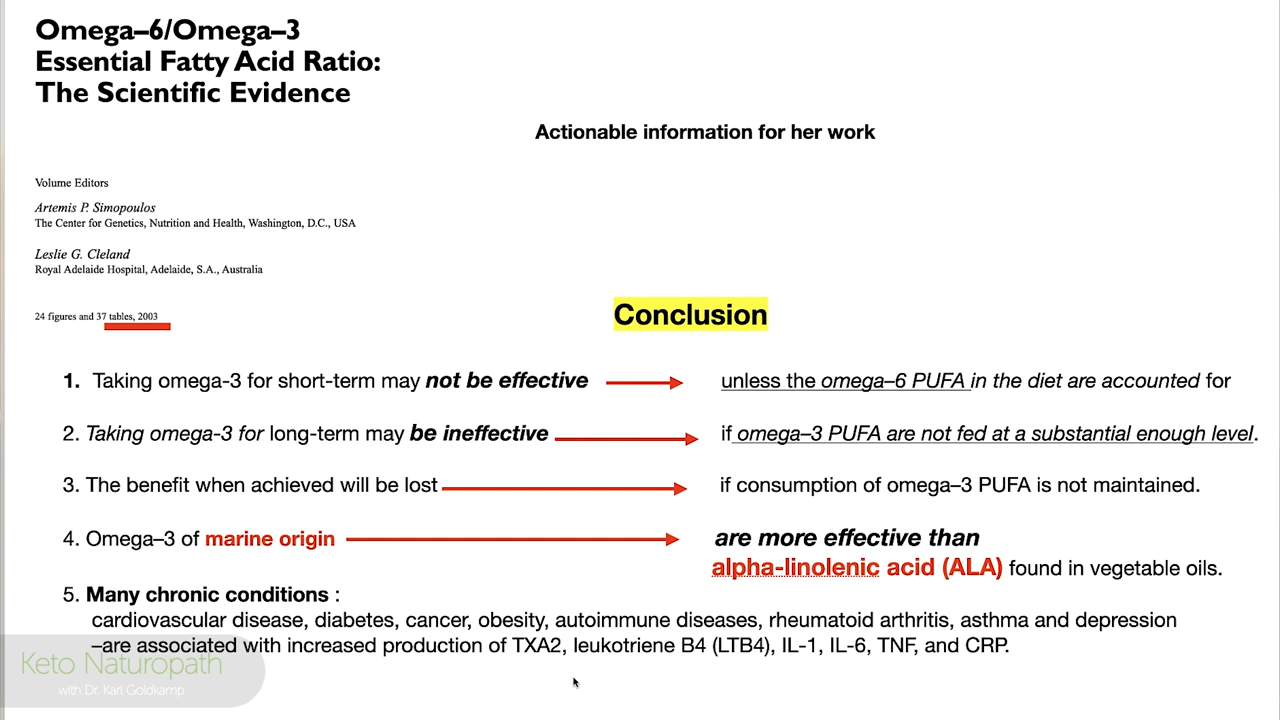 Omega–6/Omega–3
Essential Fatty Acid Ratio:
The Scientific Evidence
Actionable information for her work
Volume Editors
Artemis P. Simopoulos
The Center for Genetics, Nutrition and Health, Washington, D.C., USA
Leslie G. Cleland
Royal Adelaide Hospital, Adelaide, S.A., Australia
24 figures and 37 tables, 2003
Conclusion
1. Taking omega-3 for short-term may not be effective unless the omega–6 PUFA in the diet are accounted for
2. Taking omega-3 for long-term may be ineffective if omega–3 PUFA are not fed at a substantial enough level.
3. The benefit when achieved will be lost if consumption of omega–3 PUFA is not maintained.
4. Omega–3 of marine origin are more effective than
alpha-linolenic acid (ALA) found in vegetable oils.
5. Many chronic conditions :
cardiovascular disease, diabetes, cancer, obesity, autoimmune diseases, rheumatoid arthritis, asthma and depression
–are associated with increased production of TXA2, leukotriene B4 (LTB4), IL-1, IL-6, TNF, and CRP.
Keto Naturopath
with Dr. Karl Goldkamp